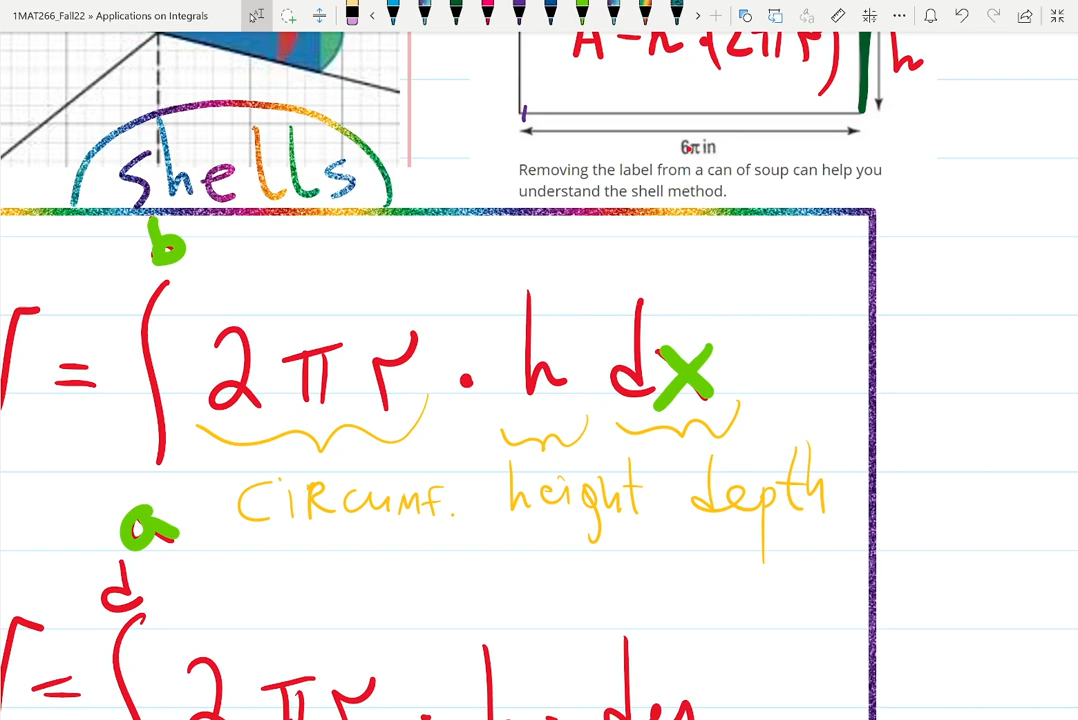 1MAT266_Fall22 » Applications on Integrals
A = h · (2πr) h
6π in
Removing the label from a can of soup can help you
understand the shell method.
shells
b
= ∫ 2πr · h dx
CIRCUMF. height depth
a
d
= ∫ 2πr · h · dy